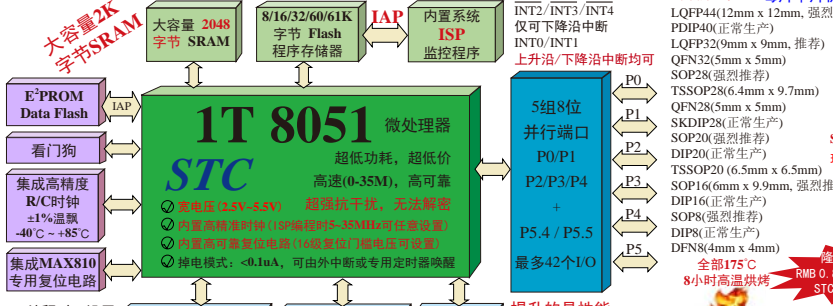 大容量2K
字节SRAM
大容量 2048
字节 SRAM
8/16/32/60/61K
字节 Flash
程序存储器
IAP
内置系统
ISP
监控程序
INT2/INT3/INT4
仅可下降沿中断
INT0/INT1
上升沿/下降沿中断均可
E²PROM
Data Flash
IAP
看门狗
集成高精度
R/C时钟
±1%温飘
-40℃～+85℃
集成MAX810
专用复位电路
1T 8051 微处理器
STC
超低功耗，超低价
高速(0-35M)，高可靠
超强抗干扰，无法解密
宽电压(2.5V~5.5V)
内置高精准时钟(ISP编程时5~35MHz可任意设置)
内置高可靠复位电路(16级复位门槛电压可设置)
掉电模式：<0.1uA，可由外中断或专用定时器唤醒
5组8位
并行端口
P0/P1
P2/P3/P4
+
P5.4 / P5.5
最多42个I/O
P0
P1
P2
P3
P4
P5
LQFP44(12mm x 12mm, 强烈
PDIP40(正常生产)
LQFP32(9mm x 9mm, 推荐)
QFN32(5mm x 5mm)
SOP28(强烈推荐)
TSSOP28(6.4mm x 9.7mm)
QFN28(5mm x 5mm)
SKDIP28(正常生产)
SOP20(强烈推荐)
DIP20(正常生产)
TSSOP20 (6.5mm x 6.5mm)
SOP16(6mm x 9.9mm, 强烈推
DIP16(正常生产)
SOP8(强烈推荐)
DIP8(正常生产)
DFN8(4mm x 4mm)
全部175℃
8小时高温烘烤
隆
RMB 0.8
STC